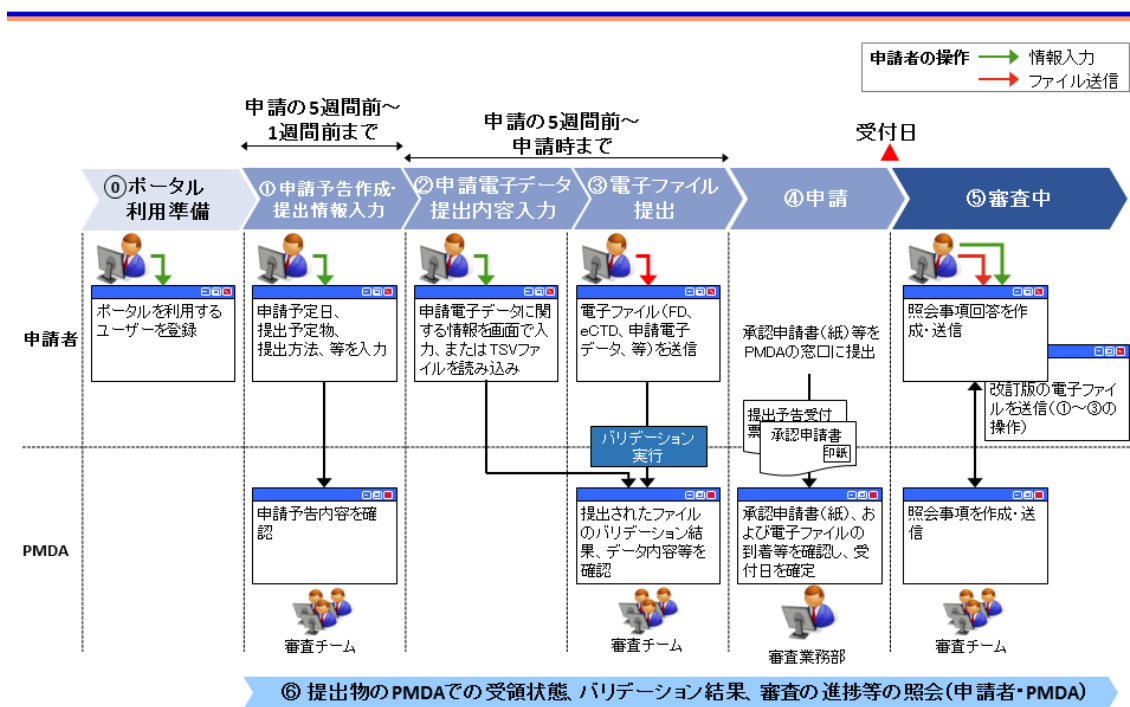 申請者の操作
情報入力
ファイル送信
申請の5週間前～
1週間前まで
申請の5週間前～
申請時まで
受付日
⓪ポータル
利用準備
①申請予告作成・
提出情報入力
②申請電子データ
提出内容入力
③電子ファイル
提出
④申請
⑤審査中
申請者
ポータルを利用する
ユーザーを登録
申請予定日、
提出予定物、
提出方法、等を入力
申請電子データに関
する情報を画面で入
力、またはTSVファ
イルを読み込み
電子ファイル(FD、
eCTD、申請電子
データ、等)を送信
承認申請書(紙)等を
PMDAの窓口に提出
照会事項回答を作
成・送信
改訂版の電子ファイ
ルを送信(①～③の
操作)
提出予告受付
票
承認申請書
印紙
バリデーション
実行
PMDA
申請予告内容を確
認
提出されたファイル
のバリデーション結
果、データ内容等を
確認
承認申請書(紙)、お
よび電子ファイルの
到着等を確認し、受
付日を確定
照会事項を作成・送
信
審査チーム
審査チーム
審査業務部
審査チーム
⑥ 提出物のPMDAでの受領状態、バリデーション結果、審査の進捗等の照会(申請者・PMDA)